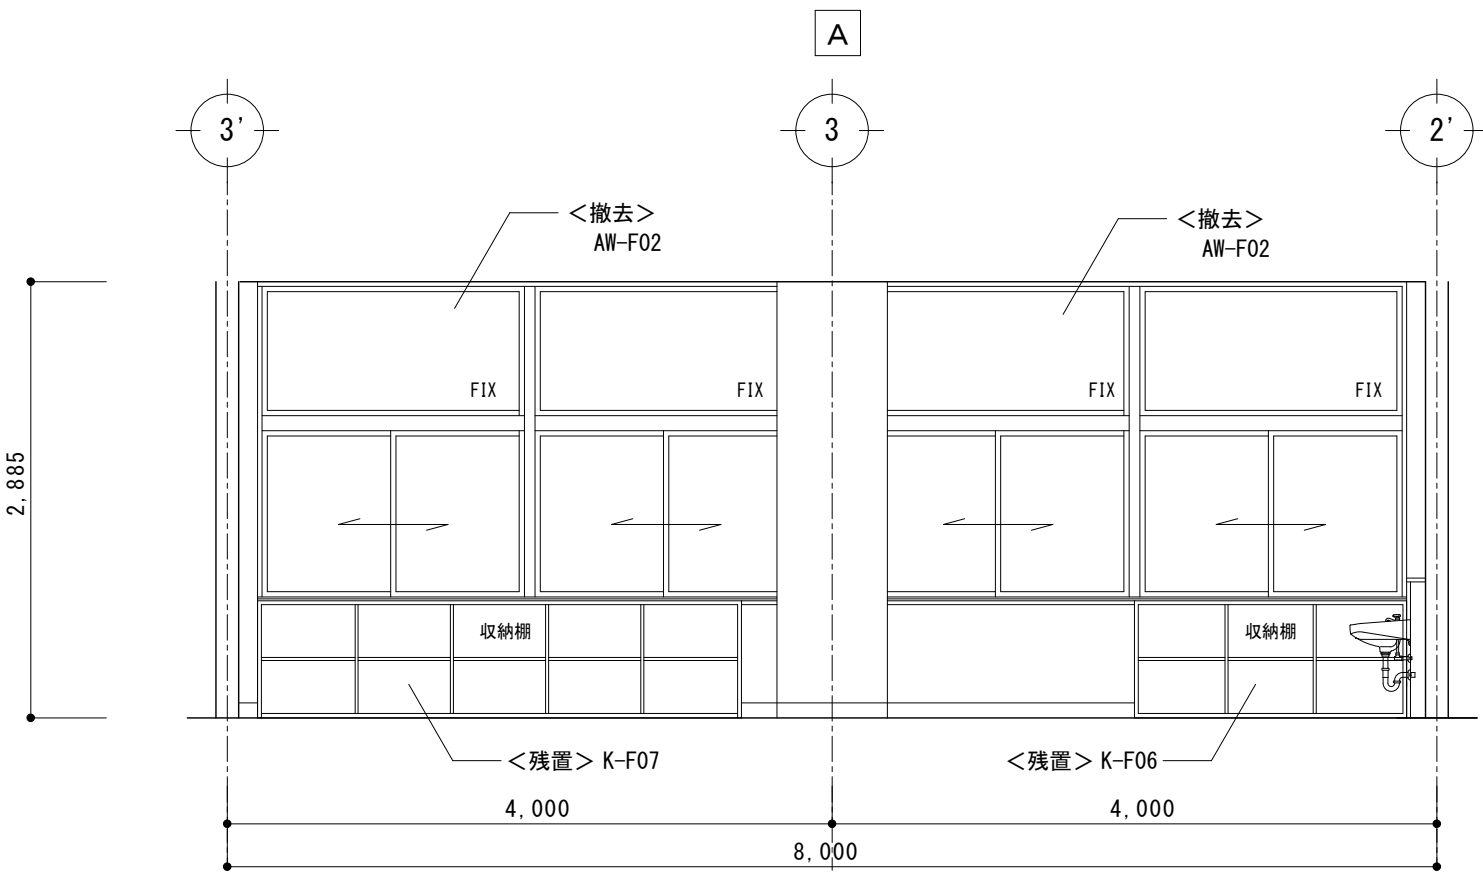 A
3'
3
2'
＜撤去＞
AW-F02
＜撤去＞
AW-F02
FIX
FIX
FIX
FIX
2,885
収納棚
収納棚
＜残置＞ K-F07
＜残置＞ K-F06
4,000
4,000
8,000